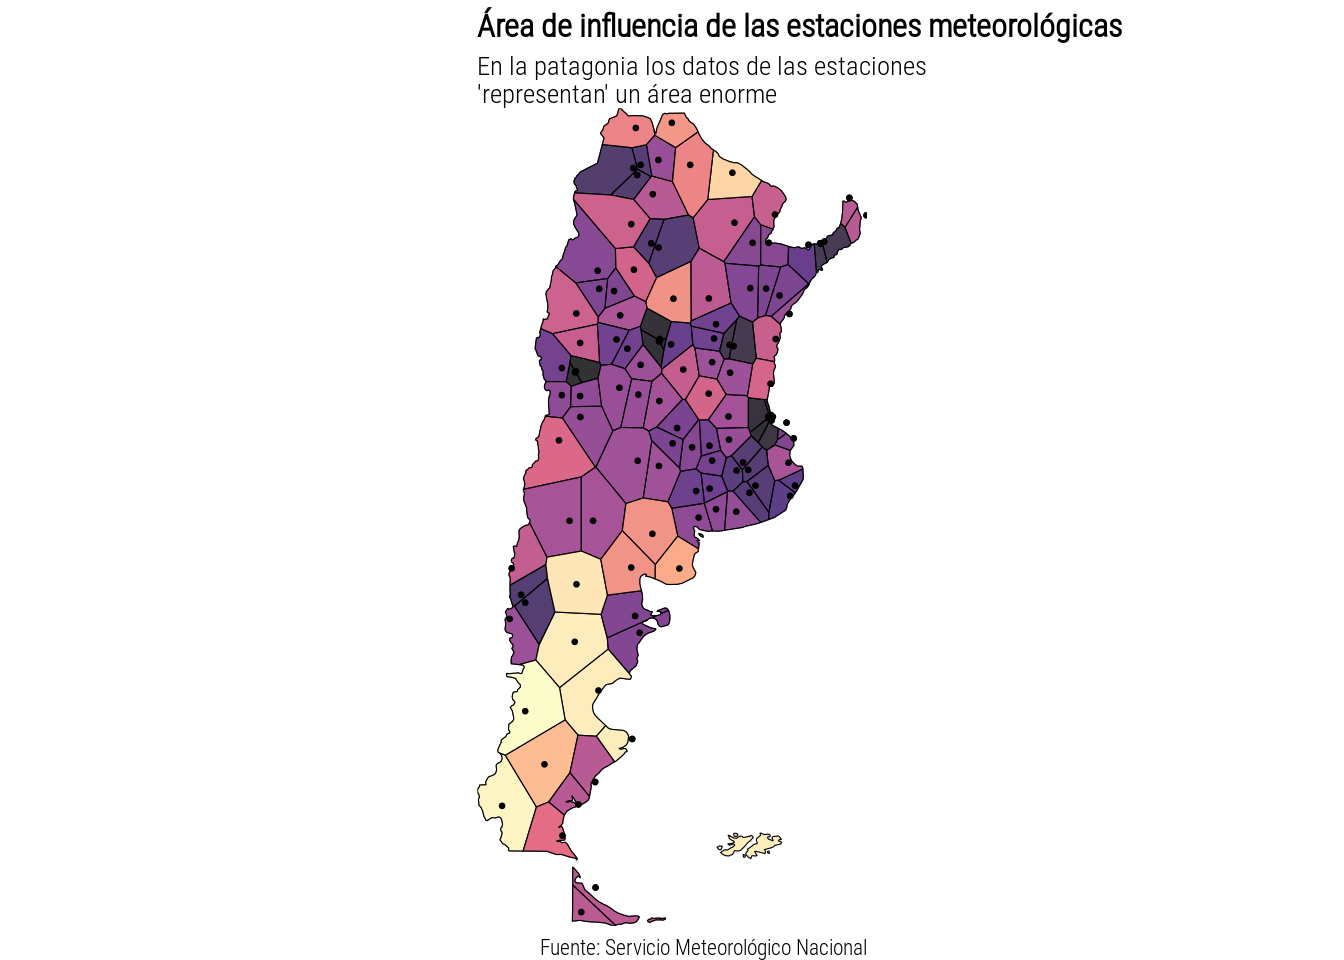 Área de influencia de las estaciones meteorológicas
En la patagonia los datos de las estaciones
'representan' un área enorme
Fuente: Servicio Meteorológico Nacional